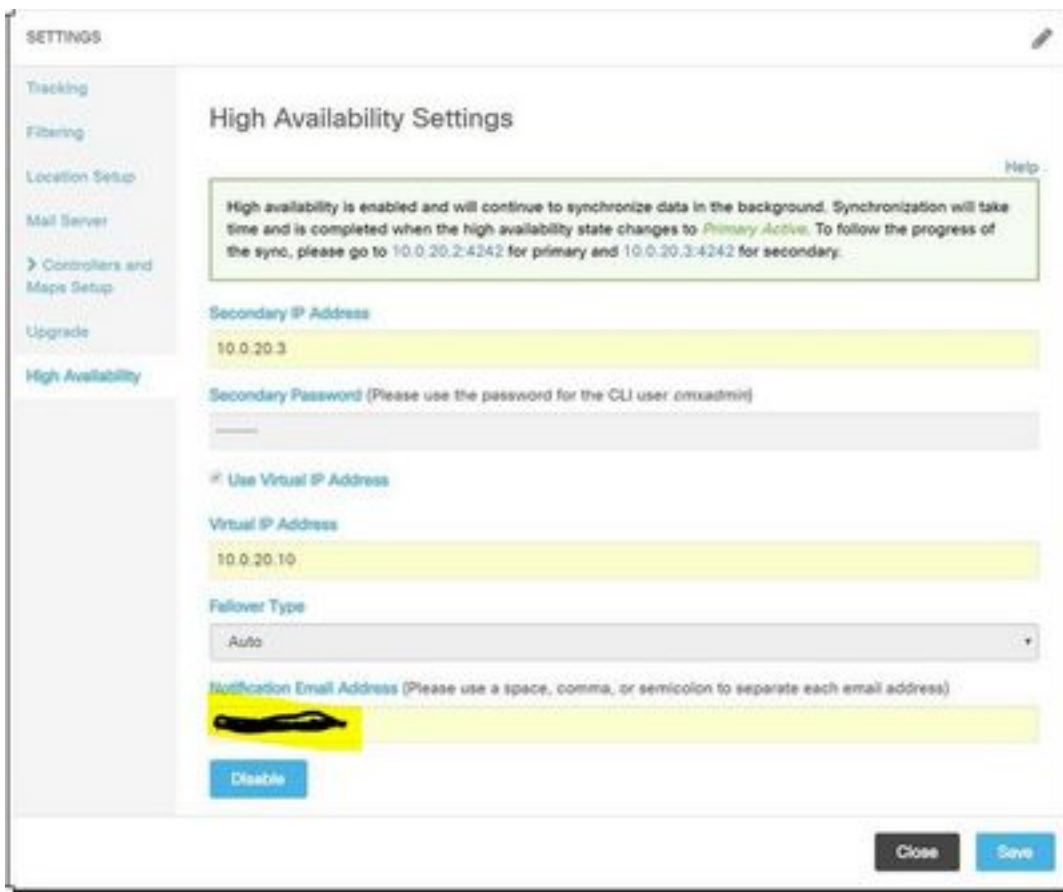 SETTINGS
Tracking
Filtering
Location Setup
Mail Server
Controllers and
Maps Setup
Upgrade
High Availability
High Availability Settings
Help
High availability is enabled and will continue to synchronize data in the background. Synchronization will take
time and is completed when the high availability state changes to Primary Active. To follow the progress of
the sync, please go to 10.0.20.2:4242 for primary and 10.0.20.3:4242 for secondary.
Secondary IP Address
10.0.20.3
Secondary Password (Please use the password for the CLI user cmxadmin)
Use Virtual IP Address
Virtual IP Address
10.0.20.10
Failover Type
Auto
Notification Email Address (Please use a space, comma, or semicolon to separate each email address)
Disable
Close
Save